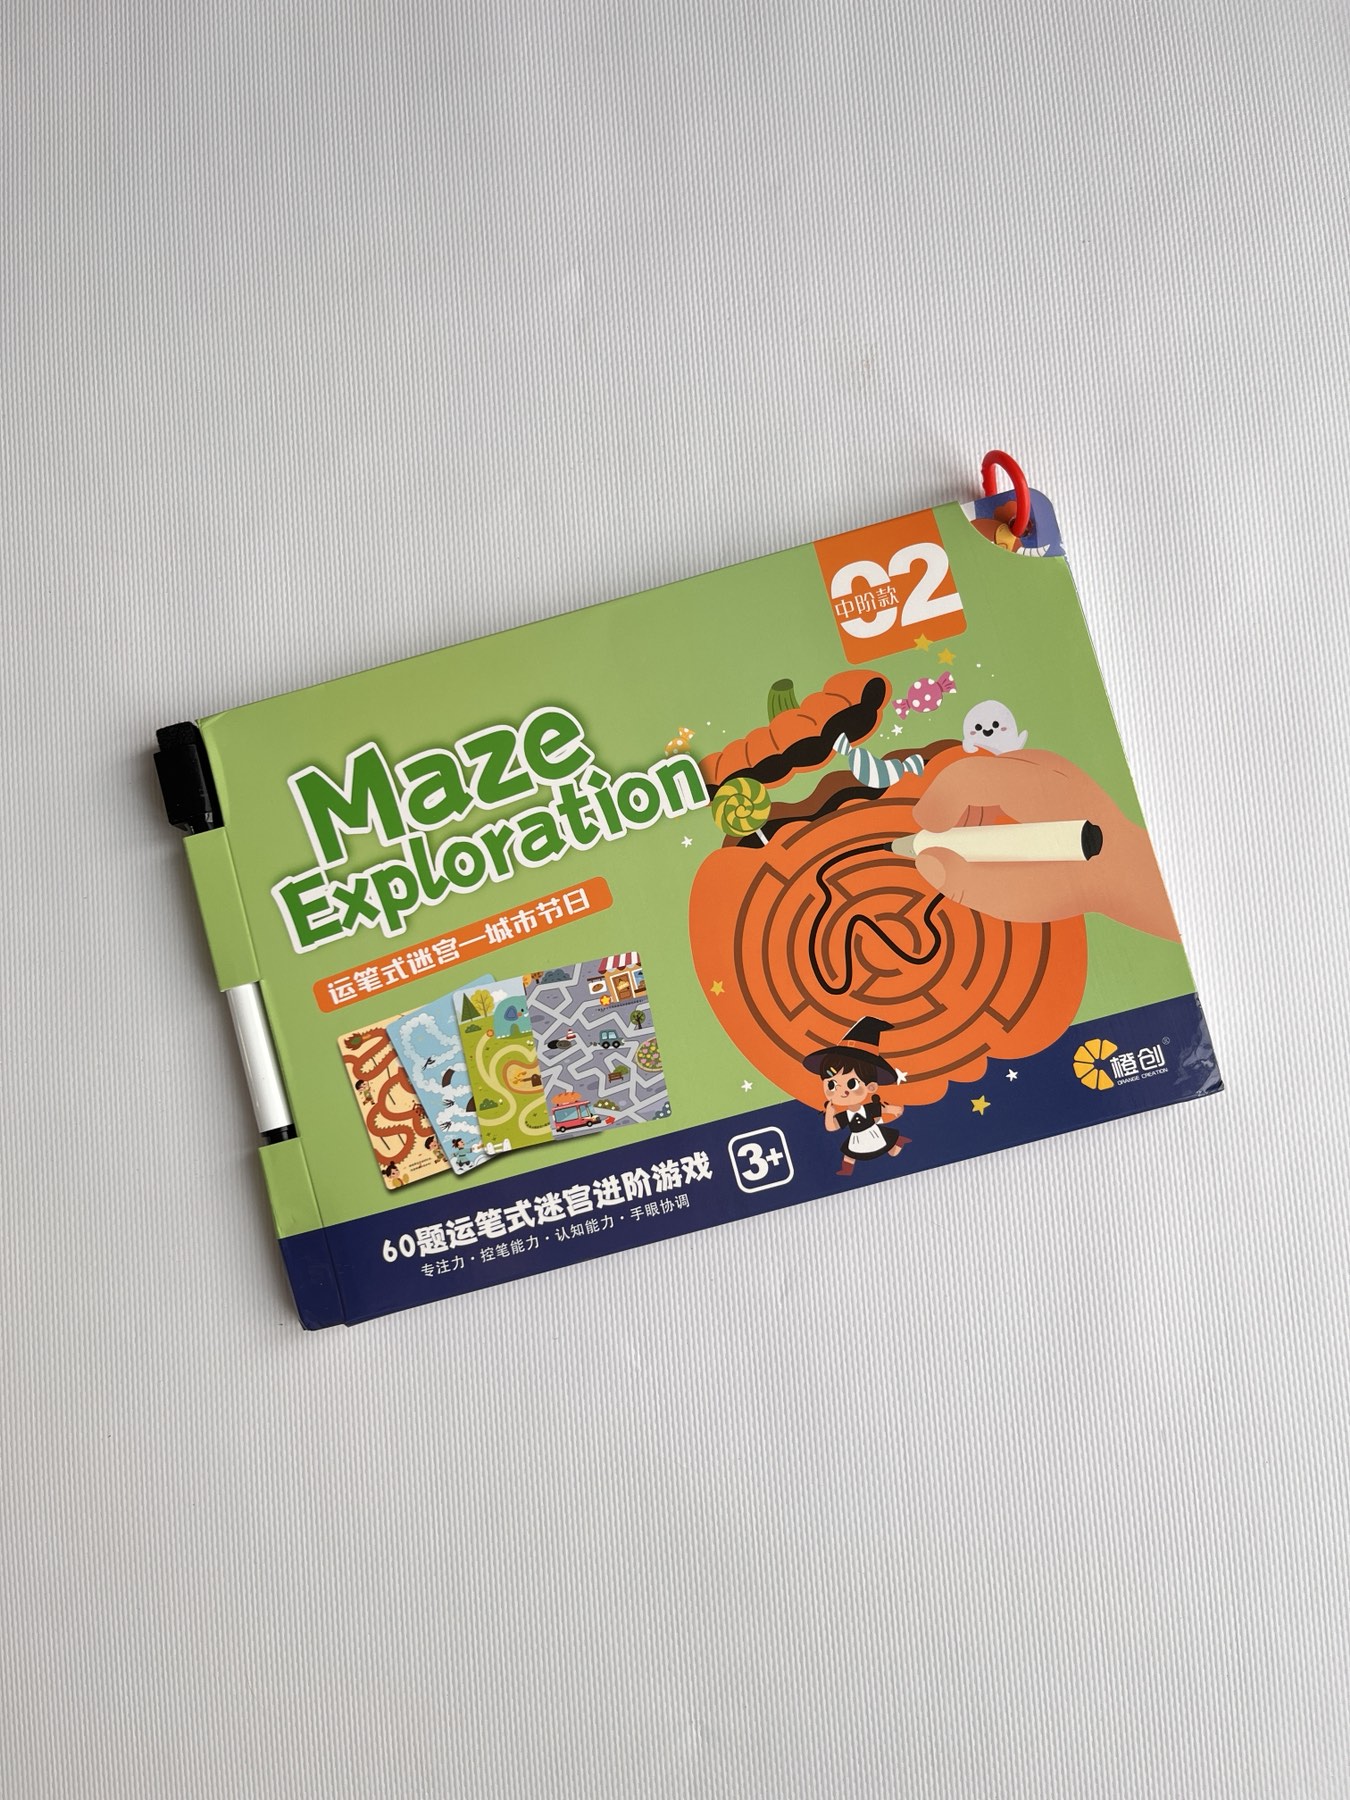 02
中阶款
Maze
Exploration
运笔式迷宫—城市节日
橙创®
ORANGE CREATION
3+
60题运笔式迷宫进阶游戏
专注力·控笔能力·认知能力·手眼协调